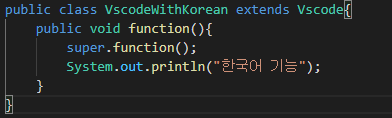 public class VscodeWithKorean extends Vscode{
    public void function(){
        super.function();
        System.out.println("한국어 기능");
    }
}